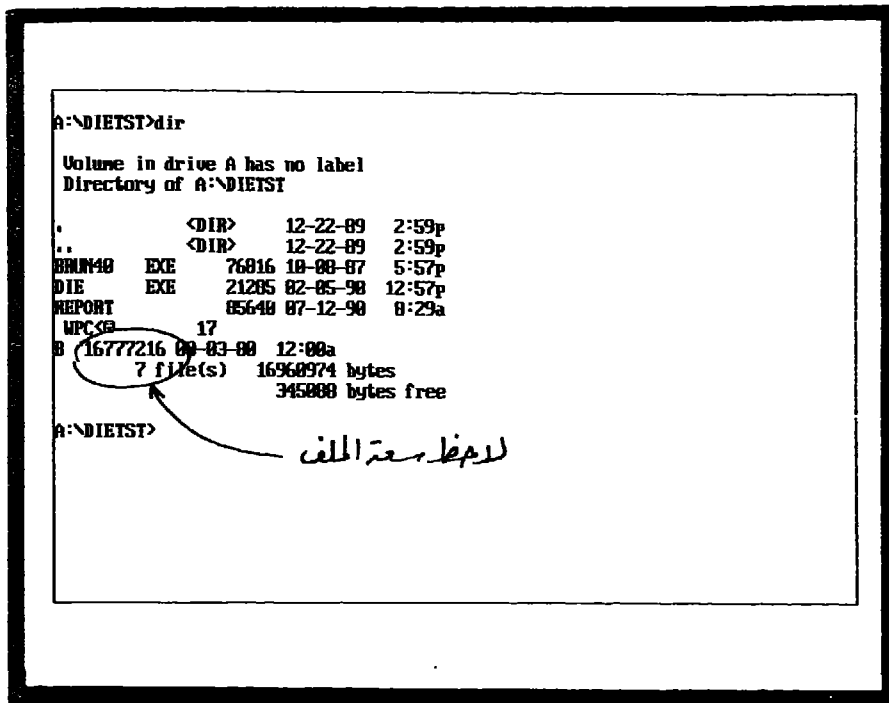 A:\DIETST>dir
Volume in drive A has no label
Directory of A:\DIETST
. <DIR> 12-22-89 2:59p
.. <DIR> 12-22-89 2:59p
BRUN40 EXE 76816 10-08-87 5:57p
DIE EXE 21285 02-05-90 12:57p
REPORT 85640 07-12-90 8:29a
WPC< 17
B 16777216 00-03-80 12:00a
7 file(s) 16960974 bytes
345088 bytes free
A:\DIETST>
لاحظ سعة الملف